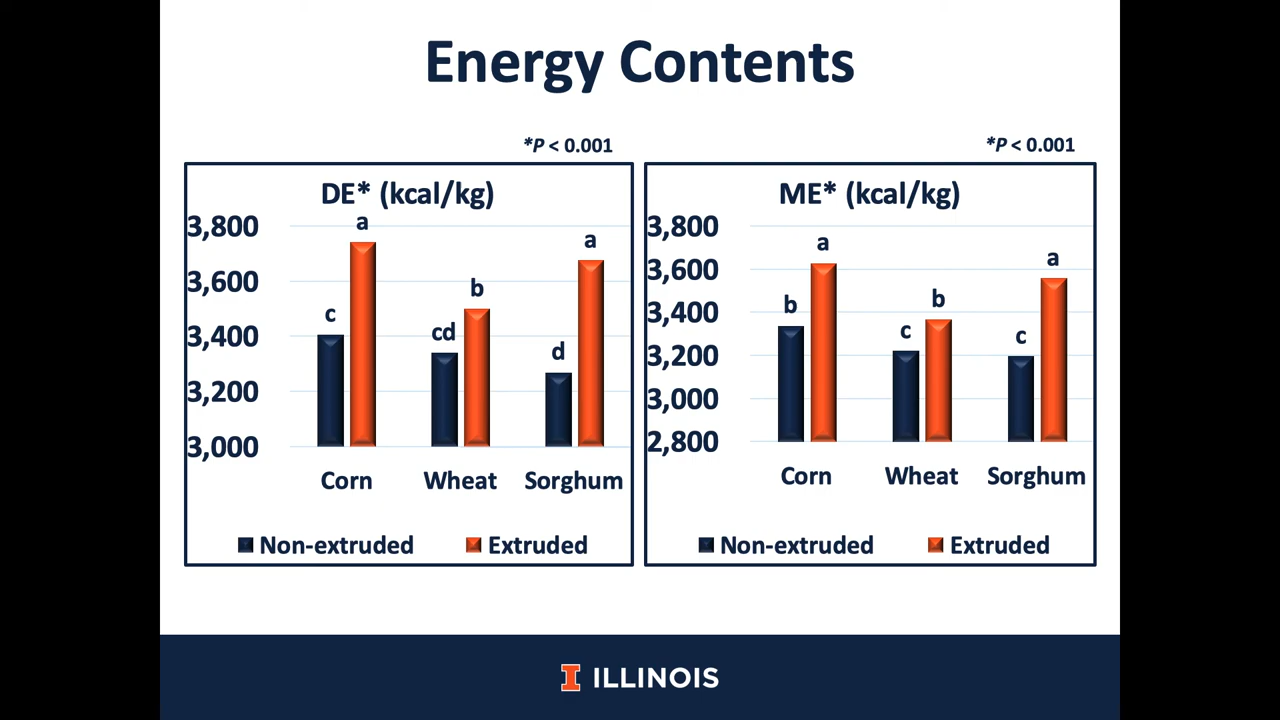 Energy Contents
*P < 0.001
DE* (kcal/kg)
3,800
3,600
3,400
3,200
3,000
c
a
cd
b
d
a
Corn
Wheat
Sorghum
Non-extruded
Extruded
*P < 0.001
ME* (kcal/kg)
3,800
3,600
3,400
3,200
3,000
2,800
b
a
c
b
c
a
Corn
Wheat
Sorghum
Non-extruded
Extruded
I ILLINOIS